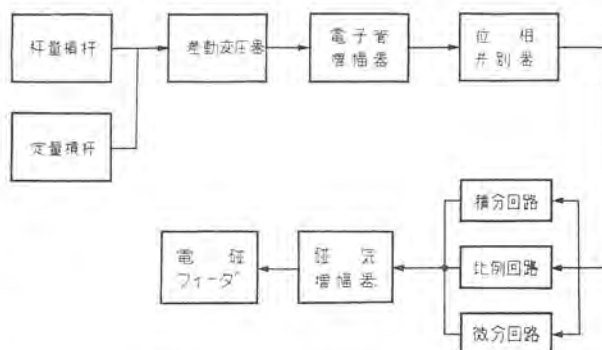 秤量槓杆
差動変圧器
電子管
増幅器
位相
弁別器
定量槓杆
積分回路
電磁
フィーダ
磁気
増幅器
比例回路
微分回路